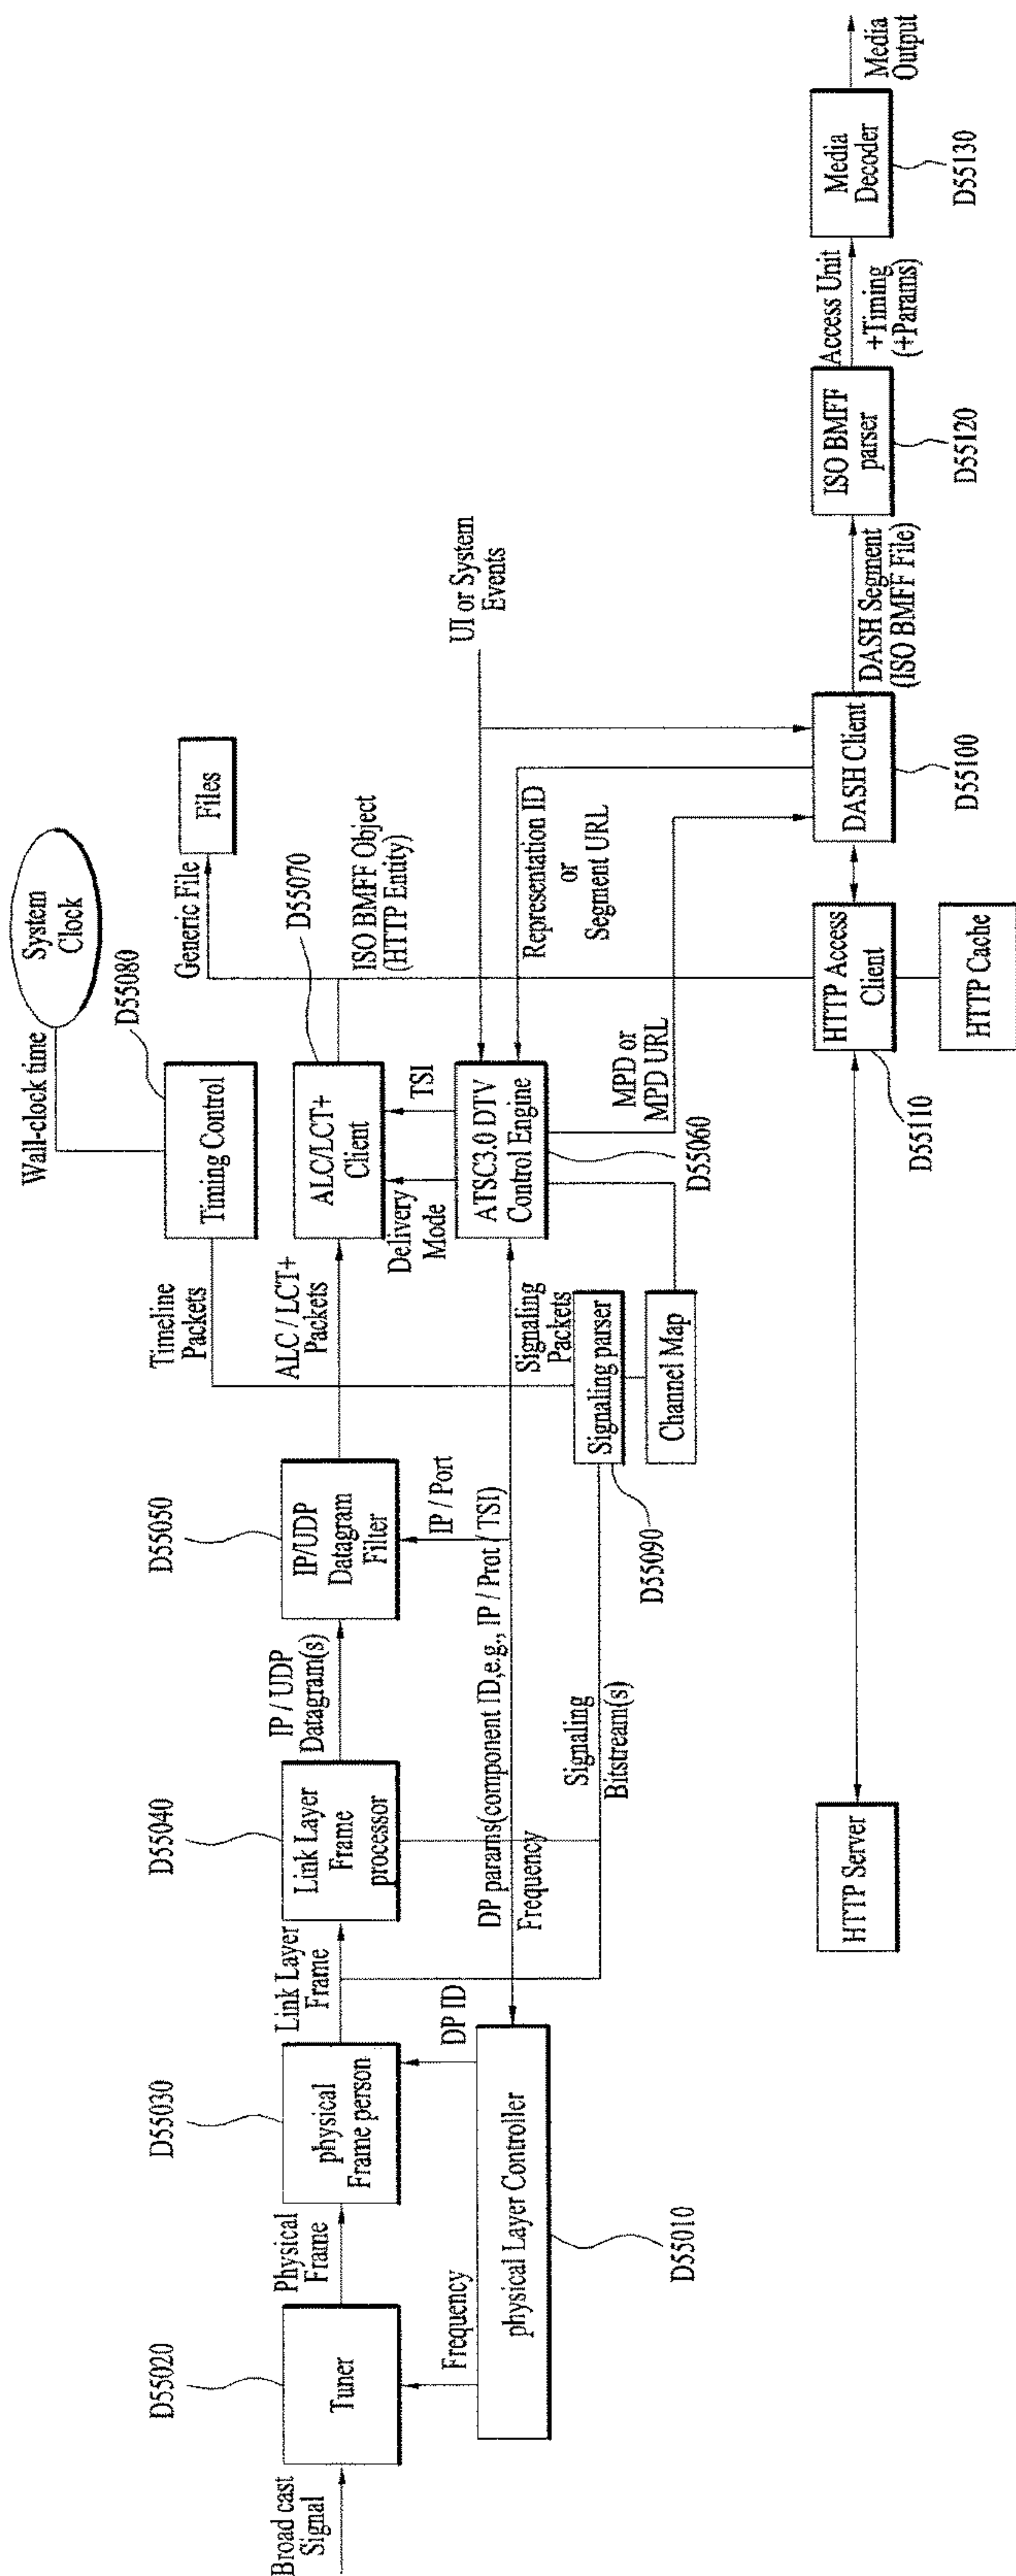 Broad cast
Signal
Tuner
D55020
Physical
Frame
physical
Frame person
D55030
Link Layer
Frame
Link Layer
Frame
processor
D55040
IP / UDP
Datagram(s)
IP/UDP
Datagram
Filter
D55050
ALC / LCT+
Packets
ALC/LCT+
Client
D55070
Timeline
Packets
Timing Control
D55080
Wall-clock time
System
Clock
Generic File
Files
ISO BMFF Object
(HTTP Entity)
Frequency
DP ID
physical Layer Controller
D55010
DP params(component ID,e.g., IP / Prot / TSI)
Frequency
IP / Port
Signaling
Bitstream(s)
Signaling
Packets
Signaling parser
D55090
Channel Map
Delivery
Mode
TSI
ATSC3.0 DTV
Control Engine
D55060
UI or System
Events
Representation ID
or
Segment URL
MPD or
MPD URL
HTTP Server
HTTP Access
Client
D55110
HTTP Cache
DASH Client
D55100
DASH Segment
(ISO BMFF File)
ISO BMFF
parser
D55120
Access Unit
+Timing
(+Params)
Media
Decoder
D55130
Media
Output